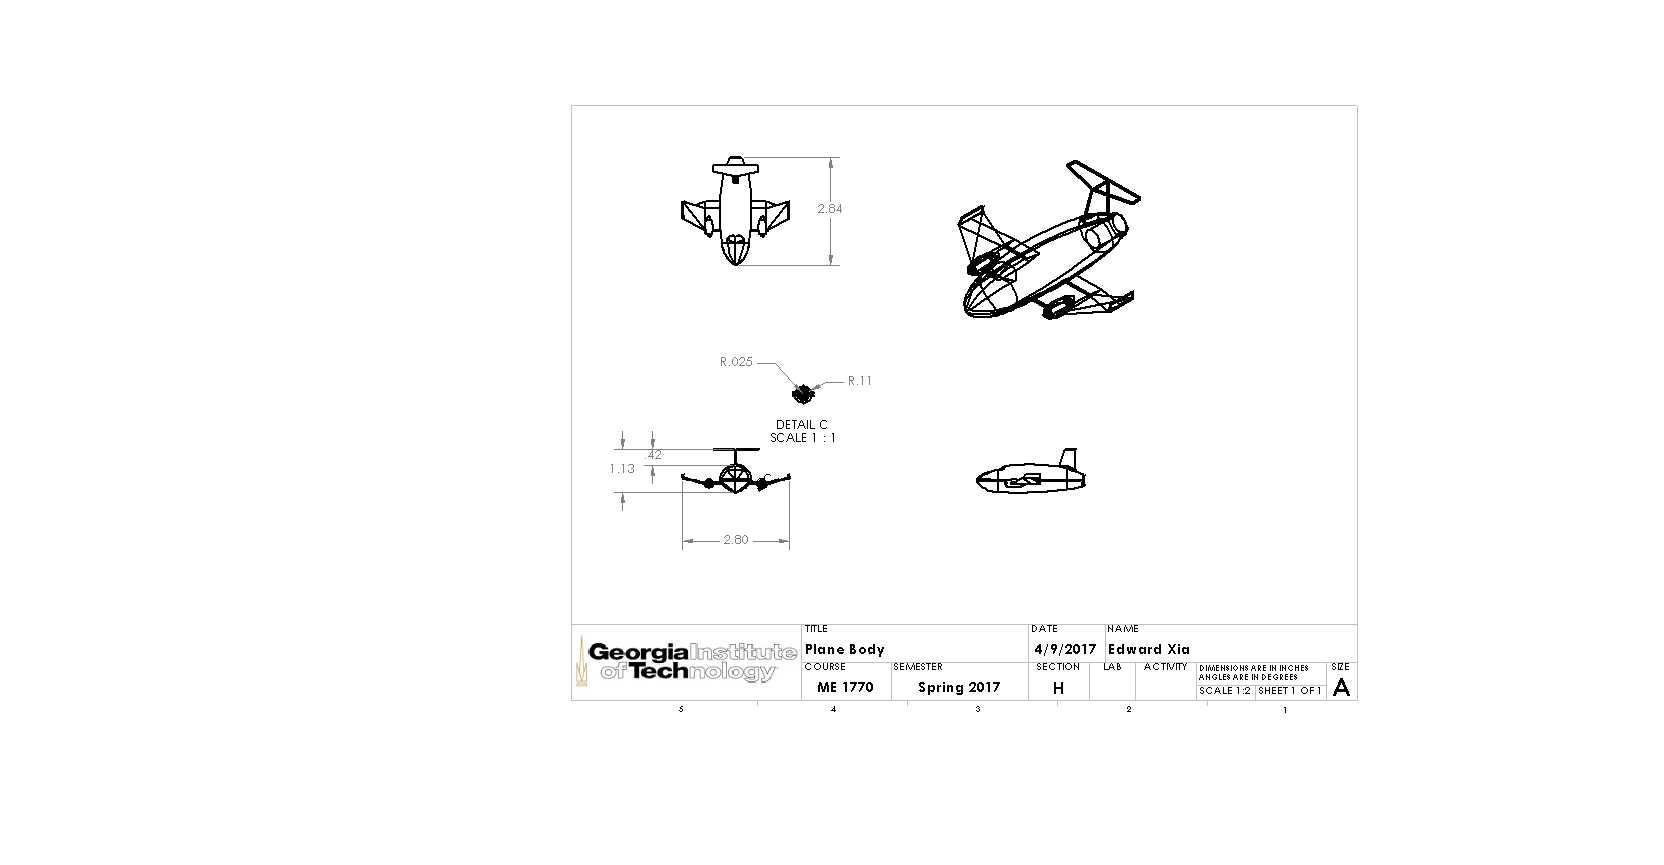 2.84
R.025
R.11
DETAIL C
SCALE 1 : 1
.42
1.13
C
2.80
Georgia Institute
of Technology
TITLE
Plane Body
DATE
4/9/2017
NAME
Edward Xia
COURSE
ME 1770
SEMESTER
Spring 2017
SECTION
H
LAB
ACTIVITY
DIMENSIONS ARE IN INCHES
ANGLES ARE IN DEGREES
SCALE 1:2
SHEET 1 OF 1
SIZE
A
5 4 3 2 1